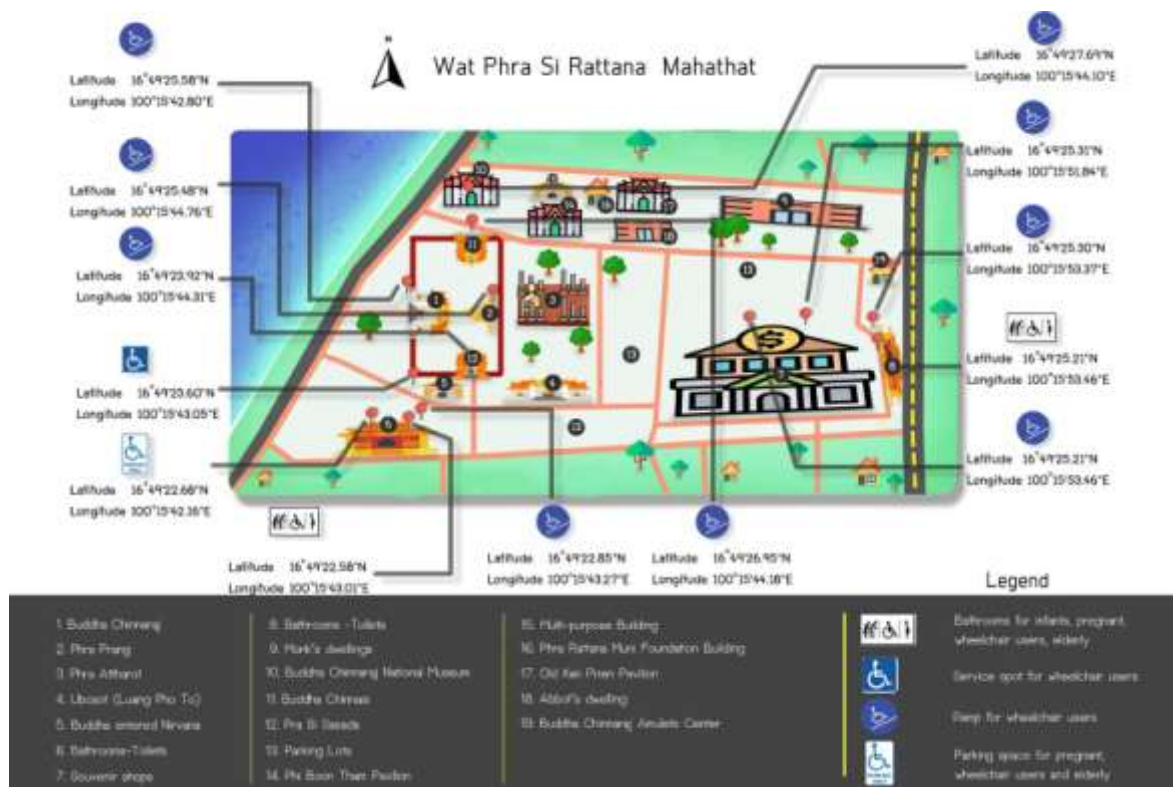 N
Wat Phra Si Rattana Mahathat
Latitude 16°49'25.58"N
Longitude 100°15'42.80"E
Latitude 16°49'25.48"N
Longitude 100°15'44.76"E
Latitude 16°49'23.92"N
Longitude 100°15'44.31"E
Latitude 16°49'23.60"N
Longitude 100°15'43.05"E
Latitude 16°49'22.68"N
Longitude 100°15'42.16"E
Latitude 16°49'22.58"N
Longitude 100°15'43.01"E
Latitude 16°49'22.85"N
Longitude 100°15'43.27"E
Latitude 16°49'26.95"N
Longitude 100°15'44.18"E
Latitude 16°49'27.69"N
Longitude 100°15'44.10"E
Latitude 16°49'25.31"N
Longitude 100°15'51.84"E
Latitude 16°49'25.30"N
Longitude 100°15'53.37"E
Latitude 16°49'25.21"N
Longitude 100°15'53.46"E
Latitude 16°49'25.21"N
Longitude 100°15'53.46"E
Legend
1. Buddha Chinnaraj
2. Phra Prang
3. Phra Attharot
4. Ubosot (Luang Pho To)
5. Buddha entered Nirvana
6. Bathrooms-Toilets
7. Souvenir shops
8. Bathrooms -Toilets
9. Monk's dwellings
10. Buddha Chinnaraj National Museum
11. Buddha Chinnasi
12. Pra Si Sasada
13. Parking Lots
14. Phi Boon Tham Pavilion
15. Multi-purpose Building
16. Phra Rattana Muni Foundation Building
17. Old Kan Prien Pavilion
18. Abbot's dwelling
19. Buddha Chinnaraj Amulets Center
Bathrooms for infants, pregnant,
wheelchair users, elderly
Service spot for wheelchair users
Ramp for wheelchair users
Parking space for pregnant,
wheelchair users and elderly